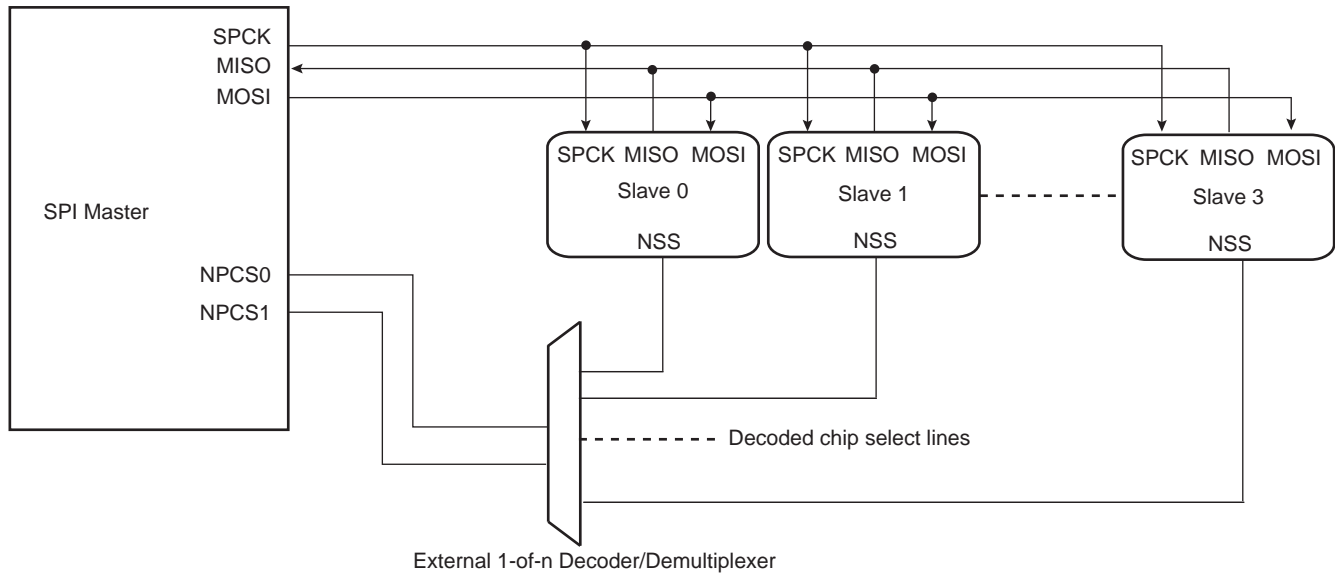 SPCK
MISO
MOSI
SPI Master
NPCS0
NPCS1
SPCK MISO MOSI
Slave 0
NSS
SPCK MISO MOSI
Slave 1
NSS
SPCK MISO MOSI
Slave 3
NSS
Decoded chip select lines
External 1-of-n Decoder/Demultiplexer